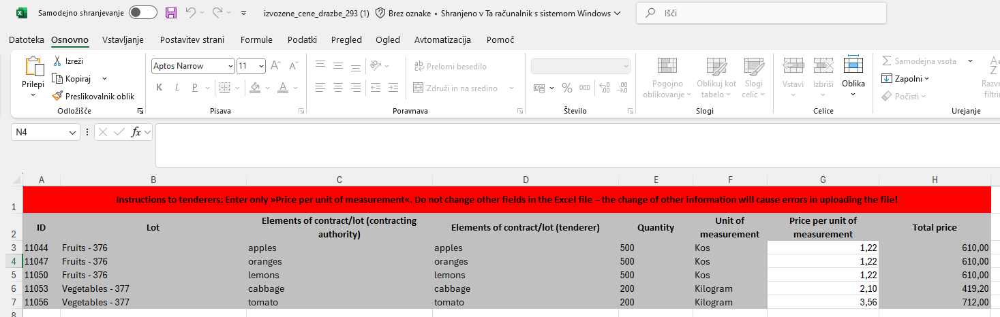 Samodejno shranjevanje izvozene_cene_drazbe_293 (1) Brez oznake • Shranjeno v Ta računalnik s sistemom Windows Išči
Datoteka Osnovno Vstavljanje Postavitev strani Formule Podatki Pregled Ogled Avtomatizacija Pomoč
Prilepi
Izreži
Kopiraj
Preslikovalnik oblik
Odložišče
Aptos Narrow 11
K L P
Pisava
Prelomi besedilo
Združi in na sredino
Poravnava
% 000
Število
Pogojno oblikovanje
Oblikuj kot tabelo
Slogi celic
Slogi
Vstavi Izbriši Oblika
Celice
Samodejna vsota
Zapolni
Počisti
Urejanje
N4 fx
A B C D E F G H
1 Instructions to tenderers: Enter only »Price per unit of measurement«. Do not change other fields in the Excel file – the change of other information will cause errors in uploading the file!
2 ID Lot Elements of contract/lot (contracting authority) Elements of contract/lot (tenderer) Quantity Unit of measurement Price per unit of measurement Total price
3 11044 Fruits - 376 apples apples 500 Kos 1,22 610,00
4 11047 Fruits - 376 oranges oranges 500 Kos 1,22 610,00
5 11050 Fruits - 376 lemons lemons 500 Kos 1,22 610,00
6 11053 Vegetables - 377 cabbage cabbage 200 Kilogram 2,10 419,20
7 11056 Vegetables - 377 tomato tomato 200 Kilogram 3,56 712,00